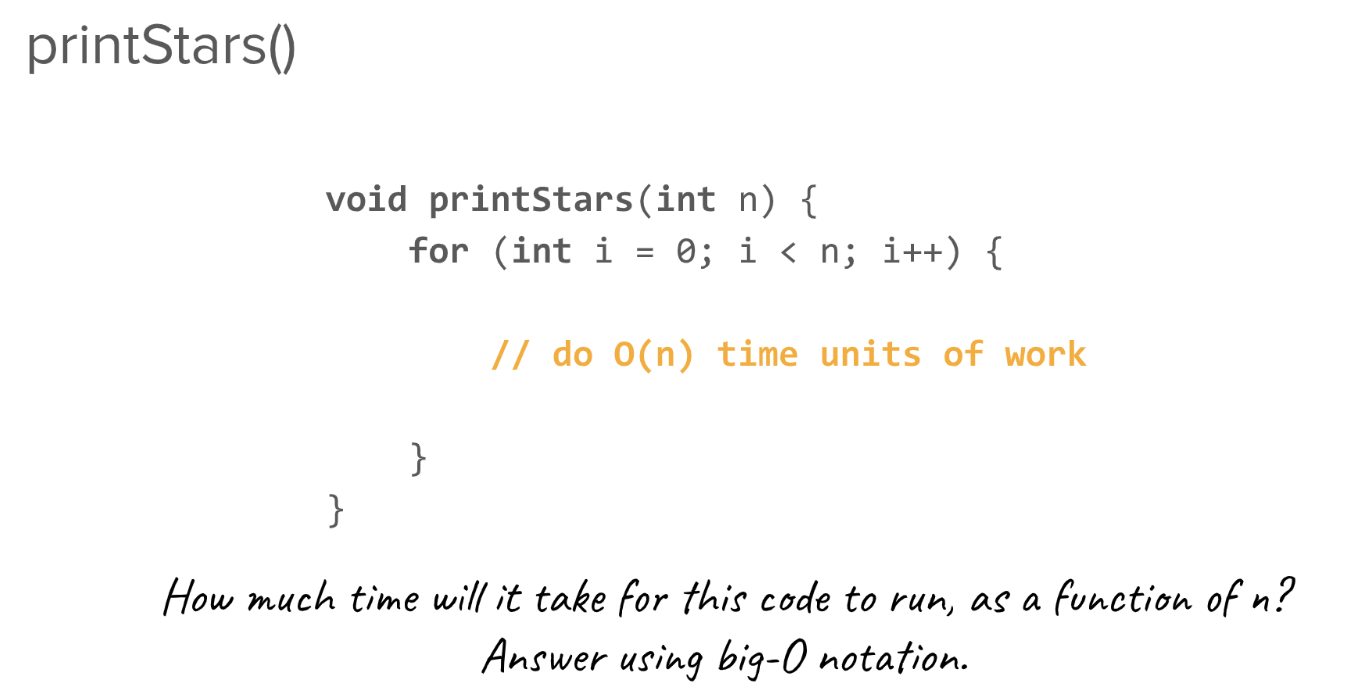 printStars()
void printStars(int n) {
for (int i = 0; i < n; i++) {
// do O(n) time units of work
}
}
How much time will it take for this code to run, as a function of n?
Answer using big-O notation.